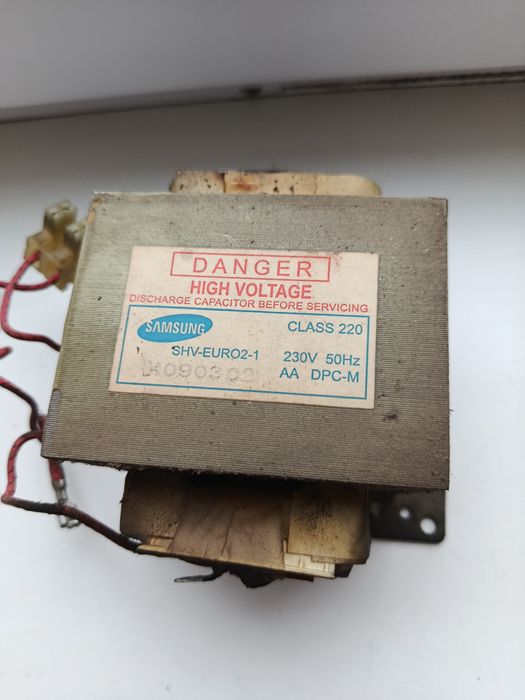 DANGER
HIGH VOLTAGE
DISCHARGE CAPACITOR BEFORE SERVICING
SAMSUNG CLASS 220
SHV-EURO2-1 230V 50Hz
AA DPC-M